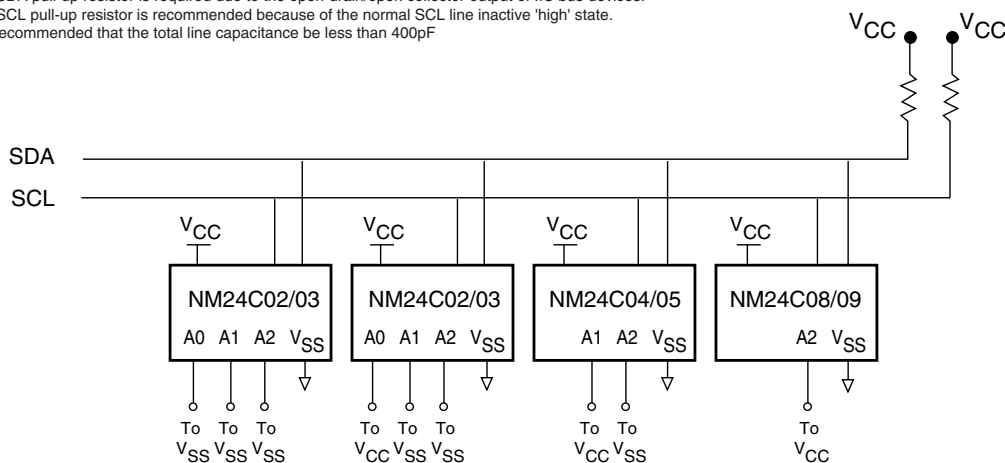 SCL pull-up resistor is recommended because of the normal SCL line inactive 'high' state.
ecommended that the total line capacitance be less than 400pF
VCC VCC
SDA
SCL
VCC VCC VCC VCC
NM24C02/03 NM24C02/03 NM24C04/05 NM24C08/09
A0 A1 A2 VSS A0 A1 A2 VSS A1 A2 VSS A2 VSS
To To To To To To To To To
VSS VSS VSS VCC VSS VSS VCC VSS VCC